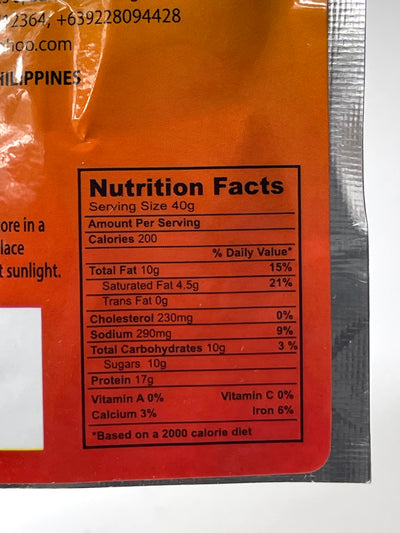 12364, +639228094428
hoo.com
HILIPPINES
ore in a
lace
t sunlight.
Nutrition Facts
Serving Size 40g
Amount Per Serving
Calories 200
% Daily Value*
Total Fat 10g 15%
Saturated Fat 4.5g 21%
Trans Fat 0g
Cholesterol 230mg 0%
Sodium 290mg 9%
Total Carbohydrates 10g 3 %
Sugars 10g
Protein 17g
Vitamin A 0% Vitamin C 0%
Calcium 3% Iron 6%
*Based on a 2000 calorie diet